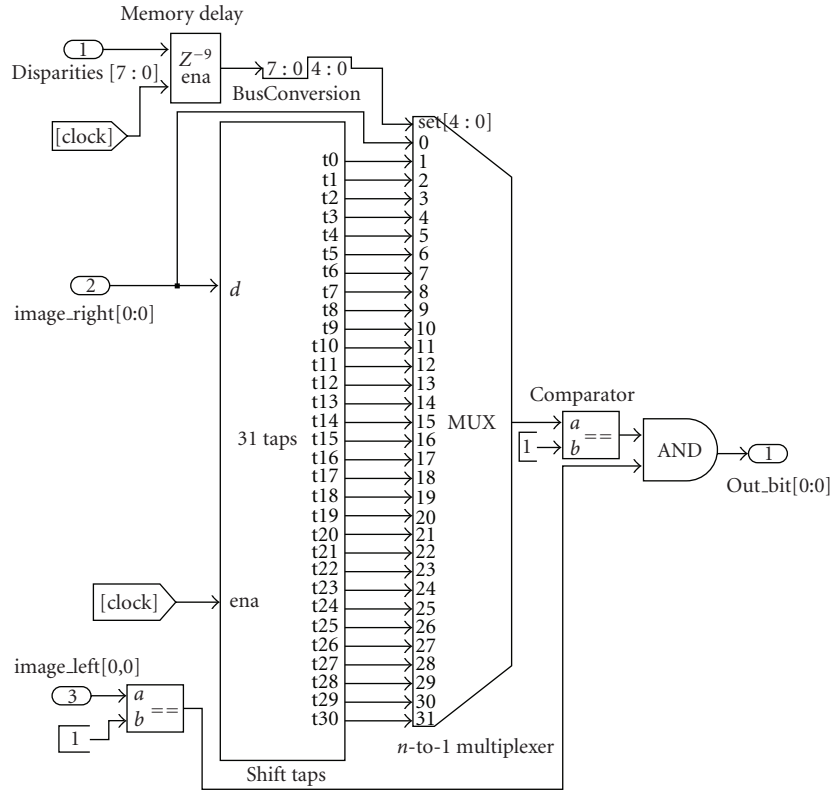 Memory delay
1
Z⁻⁹
ena
Disparities [7 : 0]
7 : 0
4 : 0
BusConversion
[clock]
set[4 : 0]
0
t0 1
t1 2
t2 3
t3 4
t4 5
t5 6
t6 7
2
d
t7 8
image_right[0:0]
t8 9
t9 10
t10 11
t11 12
t12 13
t13 14
Comparator
31 taps
t14 15
MUX
a
b
==
1
AND
1
Out_bit[0:0]
t15 16
t16 17
t17 18
t18 19
t19 20
t20 21
t21 22
t22 23
t23 24
[clock]
ena
t24 25
t25 26
t26 27
image_left[0,0]
t27 28
3
a
b
==
1
t28 29
t29 30
t30 31
n-to-1 multiplexer
Shift taps